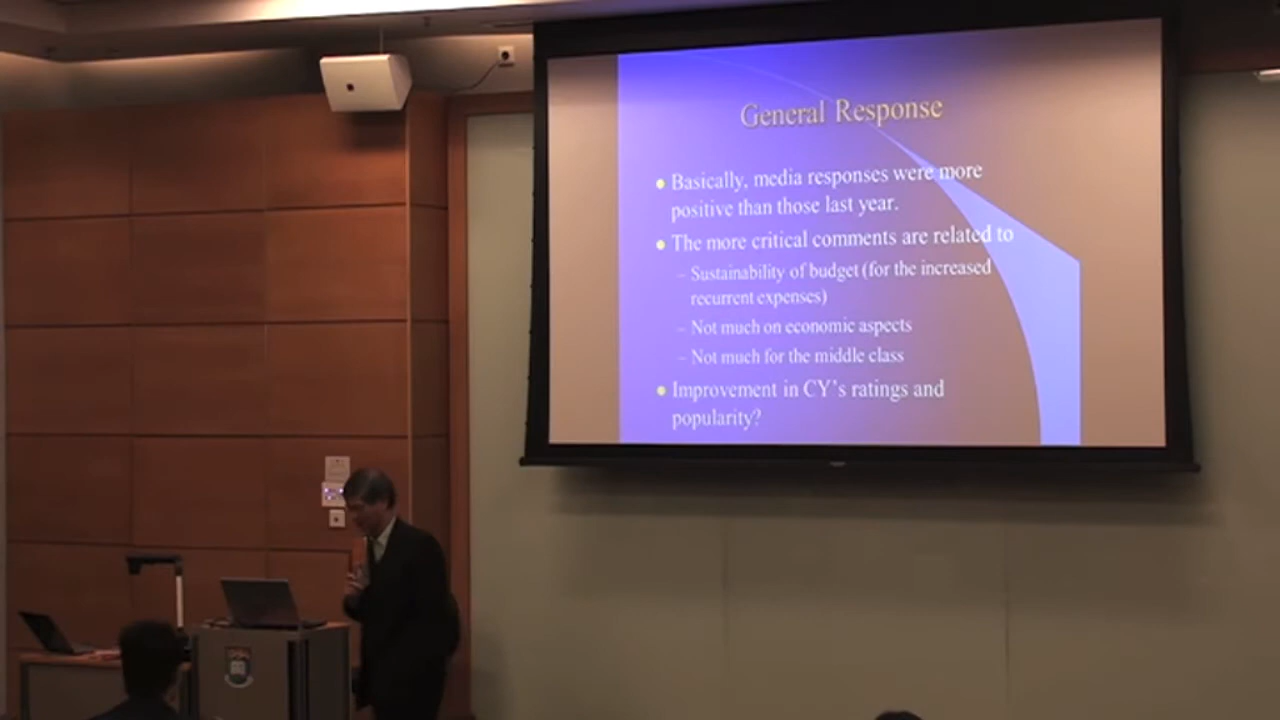 General Response
• Basically, media responses were more
positive than those last year.
• The more critical comments are related to
– Sustainability of budget (for the increased
recurrent expenses)
– Not much on economic aspects
– Not much for the middle class
• Improvement in CY's ratings and
popularity?